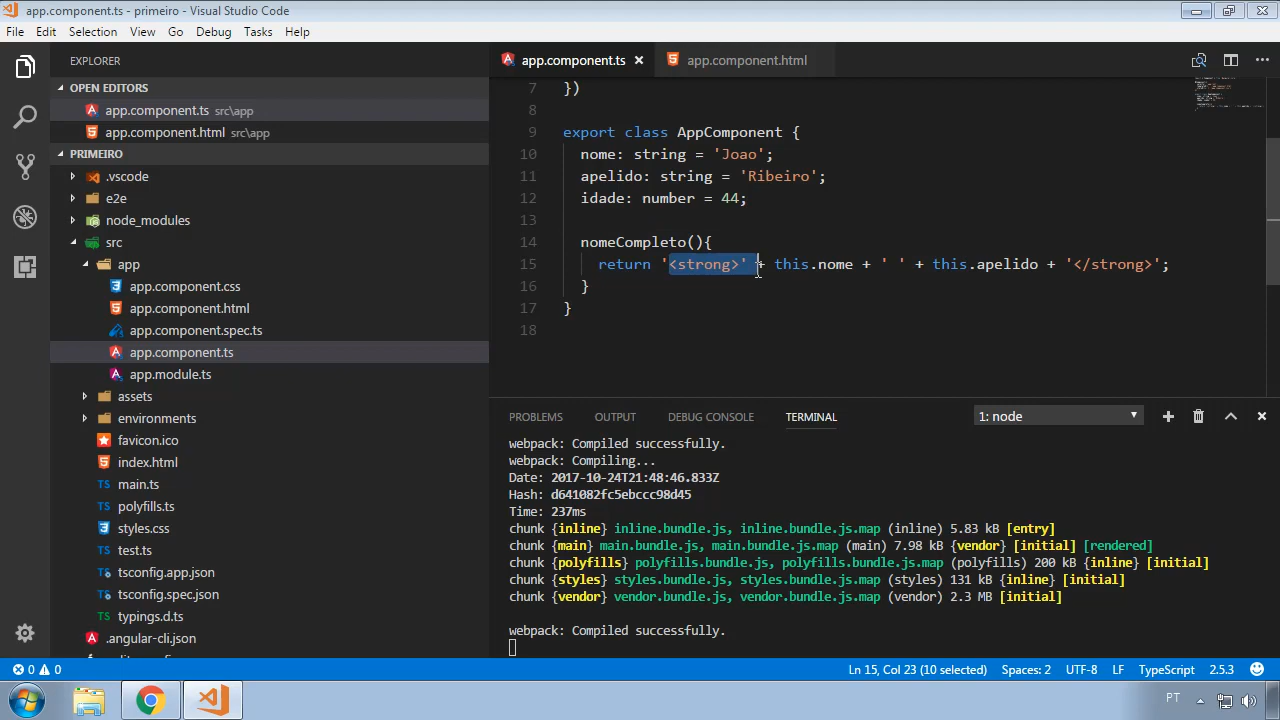 app.component.ts - primeiro - Visual Studio Code
File Edit Selection View Go Debug Tasks Help
EXPLORER
OPEN EDITORS
app.component.ts src\app
app.component.html src\app
PRIMEIRO
.vscode
e2e
node_modules
src
app
app.component.css
app.component.html
app.component.spec.ts
app.component.ts
app.module.ts
assets
environments
favicon.ico
index.html
main.ts
polyfills.ts
styles.css
test.ts
tsconfig.app.json
tsconfig.spec.json
typings.d.ts
.angular-cli.json
app.component.ts app.component.html
7 })
8
9 export class AppComponent {
10 nome: string = 'Joao';
11 apelido: string = 'Ribeiro';
12 idade: number = 44;
13
14 nomeCompleto(){
15 return '<strong>' + this.nome + ' ' + this.apelido + '</strong>';
16 }
17 }
18
PROBLEMS OUTPUT DEBUG CONSOLE TERMINAL 1: node
webpack: Compiled successfully.
webpack: Compiling...
Date: 2017-10-24T21:48:46.833Z
Hash: d641082fc5ebccc98d45
Time: 237ms
chunk {inline} inline.bundle.js, inline.bundle.js.map (inline) 5.83 kB [entry]
chunk {main} main.bundle.js, main.bundle.js.map (main) 7.98 kB {vendor} [initial] [rendered]
chunk {polyfills} polyfills.bundle.js, polyfills.bundle.js.map (polyfills) 200 kB {inline} [initial]
chunk {styles} styles.bundle.js, styles.bundle.js.map (styles) 131 kB {inline} [initial]
chunk {vendor} vendor.bundle.js, vendor.bundle.js.map (vendor) 2.3 MB [initial]
webpack: Compiled successfully.
0 0 Ln 15, Col 23 (10 selected) Spaces: 2 UTF-8 LF TypeScript 2.5.3
PT